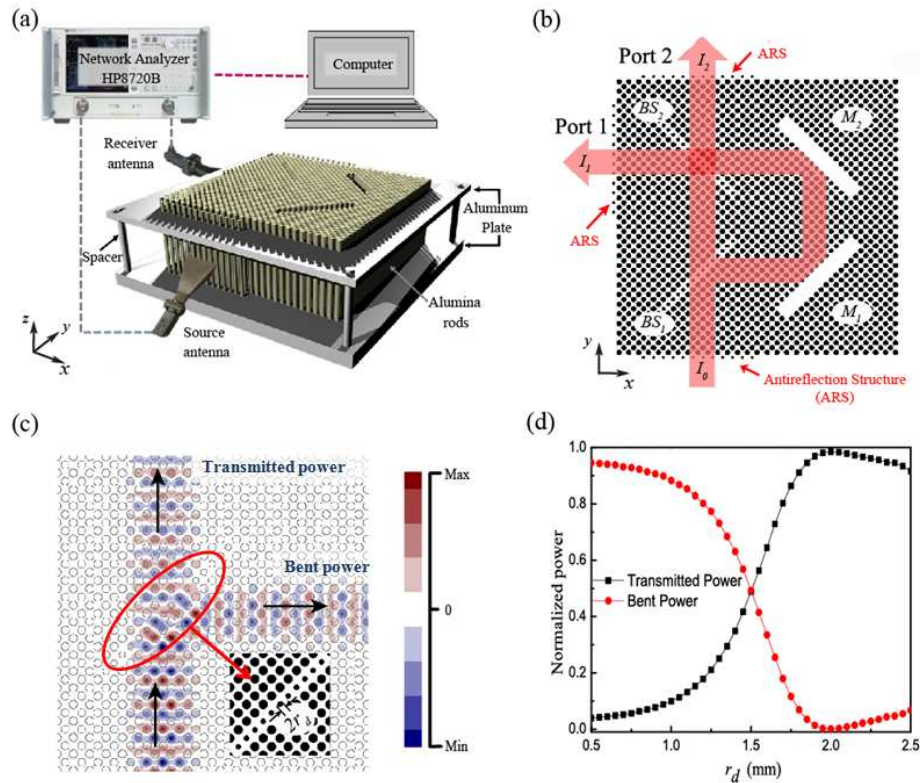 (a)
Network Analyzer
HP8720B
Computer
Receiver
antenna
Aluminum
Plate
Spacer
Alumina
rods
Source
antenna
z
y
x
(b)
Port 2
I2
ARS
BS2
M2
Port 1
I1
ARS
BS1
M1
y
x
I0
Antireflection Structure
(ARS)
(c)
Transmitted power
Bent power
Max
0
Min
(d)
Normalized power
1.0
0.8
0.6
0.4
0.2
0.0
Transmitted Power
Bent Power
0.5 1.0 1.5 2.0 2.5
rd (mm)